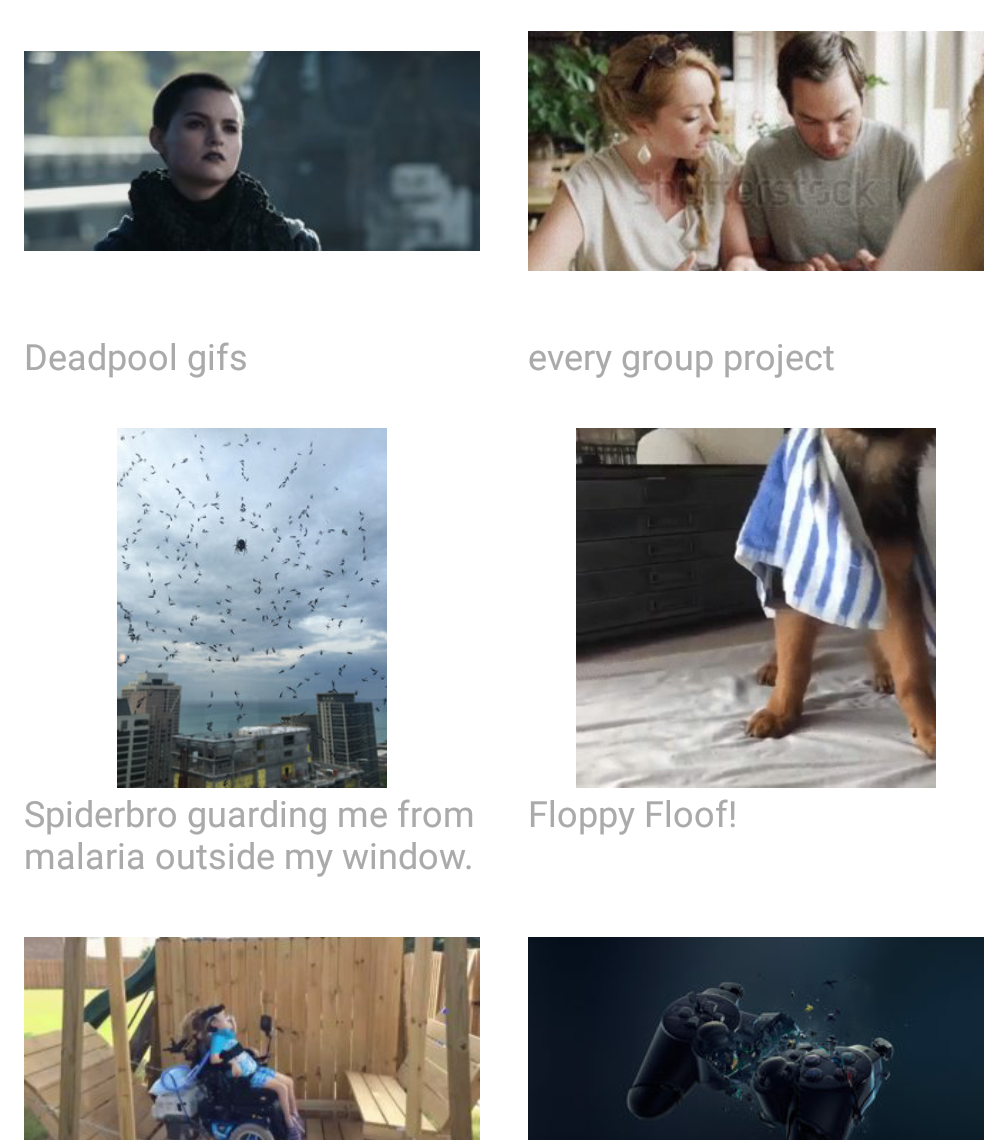 shutterstock
Deadpool gifs
every group project
Spiderbro guarding me from
malaria outside my window.
Floppy Floof!